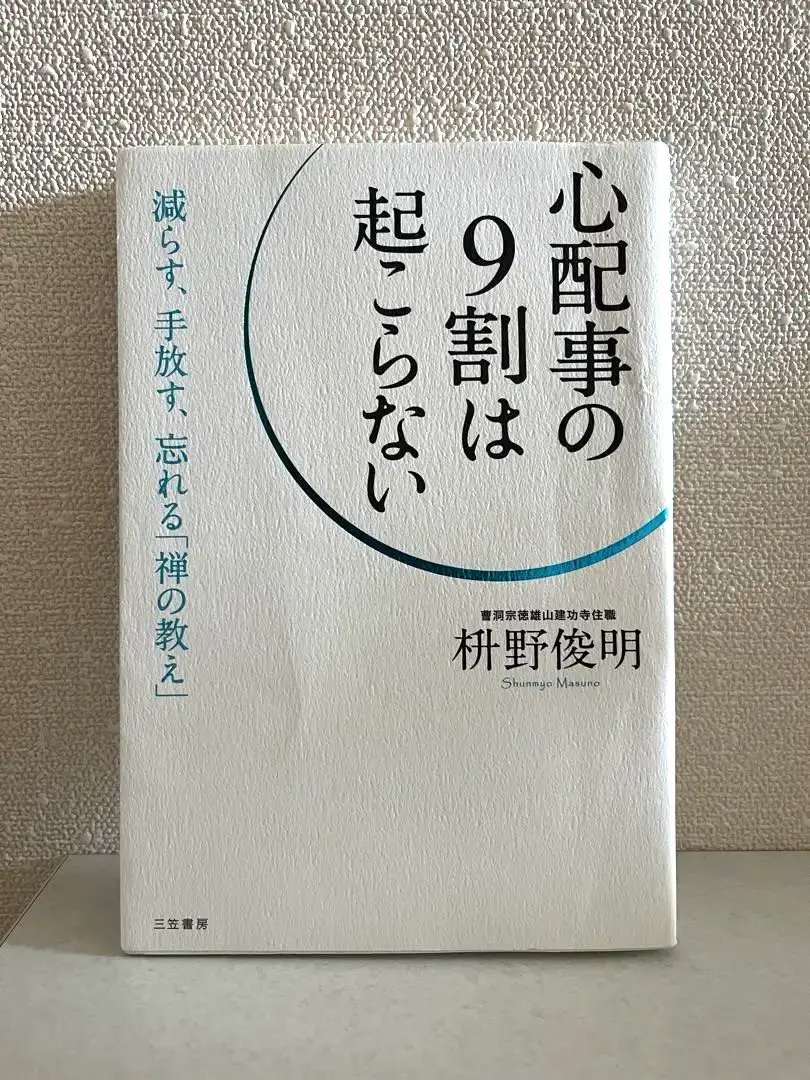 心配事の
9割は
起こらない
減らす、手放す、忘れる「禅の教え」
曹洞宗徳雄山建功寺住職
枡野俊明
Shunmyo Masuno
三笠書房